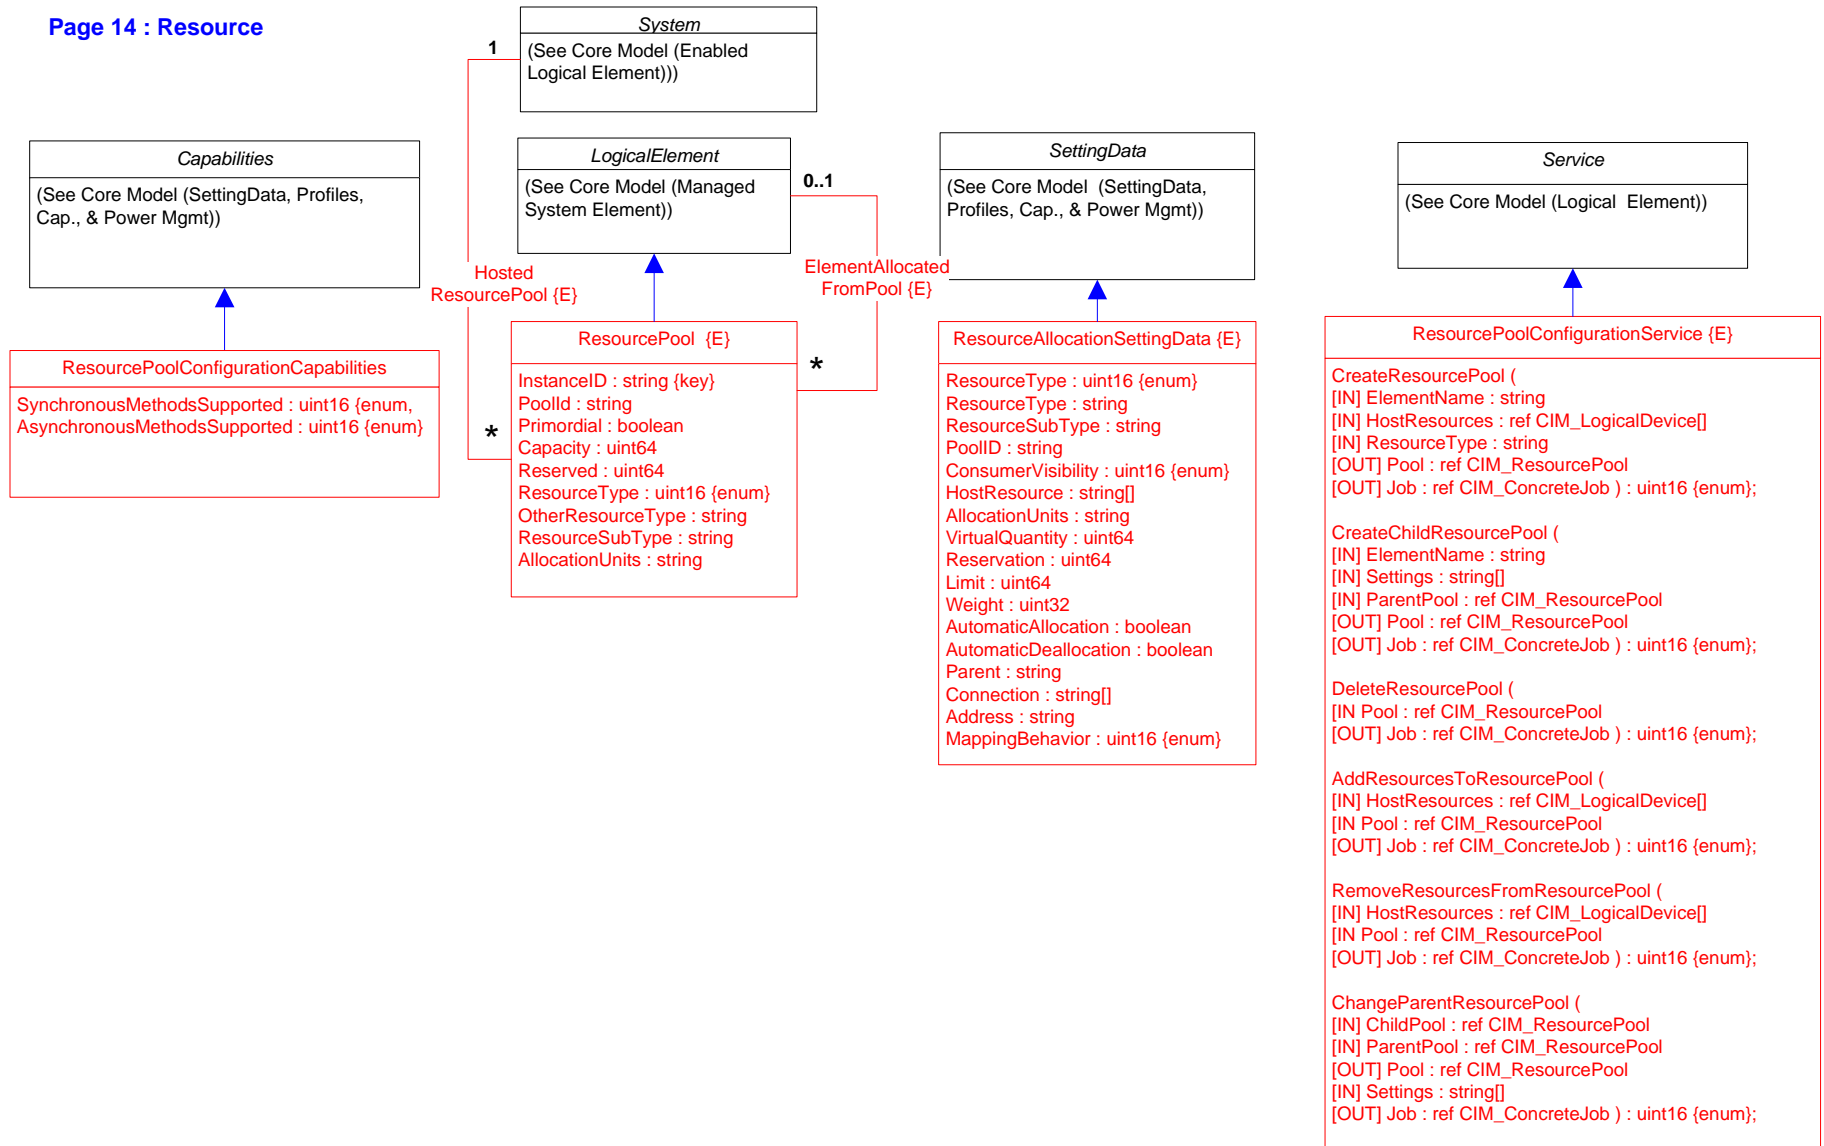 Page 14 : Resource
System
(See Core Model (Enabled
Logical Element)))
1
Capabilities
(See Core Model (SettingData, Profiles,
Cap., & Power Mgmt))
LogicalElement
(See Core Model (Managed
System Element))
0..1
SettingData
(See Core Model  (SettingData,
Profiles, Cap., & Power Mgmt))
Service
(See Core Model (Logical  Element))
Hosted
ResourcePool {E}
ElementAllocated
FromPool {E}
ResourcePoolConfigurationCapabilities
SynchronousMethodsSupported : uint16 {enum,
AsynchronousMethodsSupported : uint16 {enum}
*
ResourcePool  {E}
InstanceID : string {key}
PoolId : string
Primordial : boolean
Capacity : uint64
Reserved : uint64
ResourceType : uint16 {enum}
OtherResourceType : string
ResourceSubType : string
AllocationUnits : string
*
ResourceAllocationSettingData {E}
ResourceType : uint16 {enum}
ResourceType : string
ResourceSubType : string
PoolID : string
ConsumerVisibility : uint16 {enum}
HostResource : string[]
AllocationUnits : string
VirtualQuantity : uint64
Reservation : uint64
Limit : uint64
Weight : uint32
AutomaticAllocation : boolean
AutomaticDeallocation : boolean
Parent : string
Connection : string[]
Address : string
MappingBehavior : uint16 {enum}
ResourcePoolConfigurationService {E}
CreateResourcePool (
[IN] ElementName : string
[IN] HostResources : ref CIM_LogicalDevice[]
[IN] ResourceType : string
[OUT] Pool : ref CIM_ResourcePool
[OUT] Job : ref CIM_ConcreteJob ) : uint16 {enum};
CreateChildResourcePool (
[IN] ElementName : string
[IN] Settings : string[]
[IN] ParentPool : ref CIM_ResourcePool
[OUT] Pool : ref CIM_ResourcePool
[OUT] Job : ref CIM_ConcreteJob ) : uint16 {enum};
DeleteResourcePool (
[IN Pool : ref CIM_ResourcePool
[OUT] Job : ref CIM_ConcreteJob ) : uint16 {enum};
AddResourcesToResourcePool (
[IN] HostResources : ref CIM_LogicalDevice[]
[IN Pool : ref CIM_ResourcePool
[OUT] Job : ref CIM_ConcreteJob ) : uint16 {enum};
RemoveResourcesFromResourcePool (
[IN] HostResources : ref CIM_LogicalDevice[]
[IN Pool : ref CIM_ResourcePool
[OUT] Job : ref CIM_ConcreteJob ) : uint16 {enum};
ChangeParentResourcePool (
[IN] ChildPool : ref CIM_ResourcePool
[IN] ParentPool : ref CIM_ResourcePool
[OUT] Pool : ref CIM_ResourcePool
[IN] Settings : string[]
[OUT] Job : ref CIM_ConcreteJob ) : uint16 {enum};